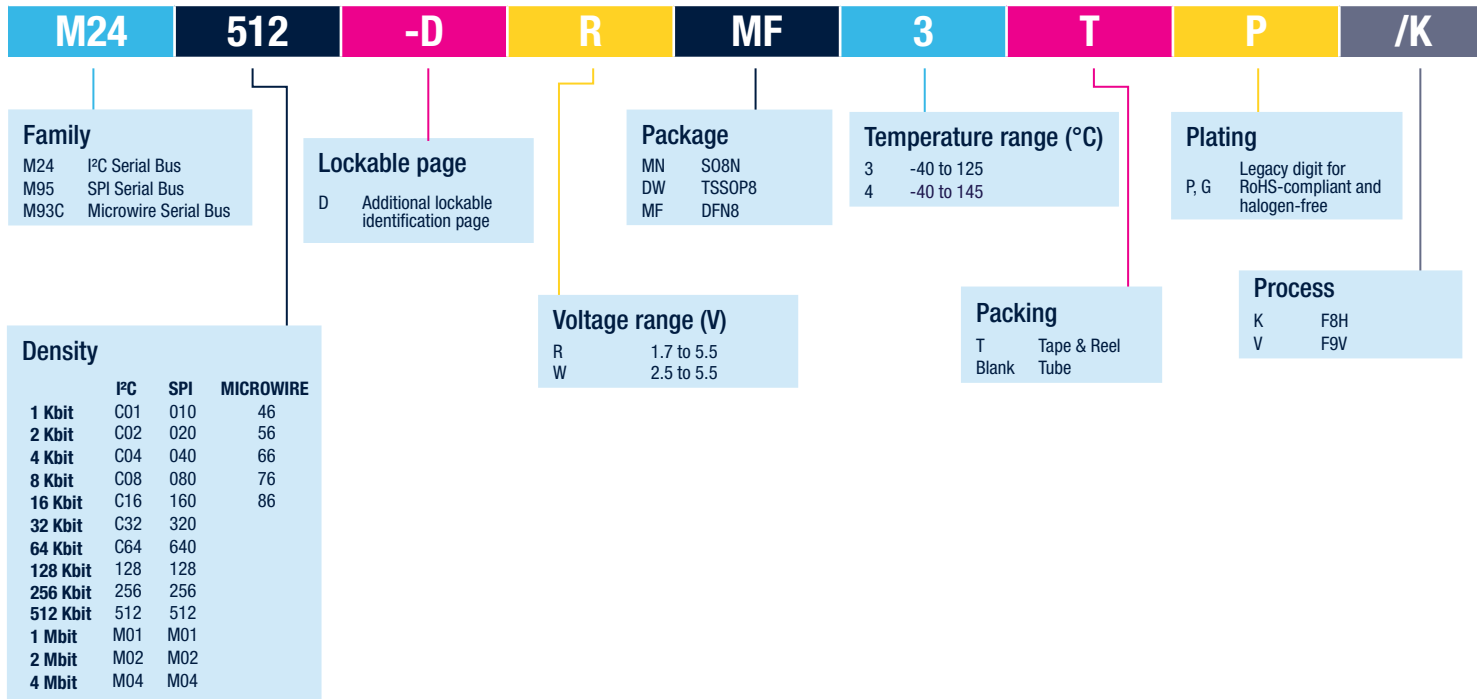 M24 512 -D R MF 3 T P /K
Family
M24 I²C Serial Bus
M95 SPI Serial Bus
M93C Microwire Serial Bus
Lockable page
D Additional lockable
identification page
Package
MN SO8N
DW TSSOP8
MF DFN8
Temperature range (°C)
3 -40 to 125
4 -40 to 145
Plating
P, G Legacy digit for
RoHS-compliant and
halogen-free
Density
I²C SPI MICROWIRE
1 Kbit C01 010 46
2 Kbit C02 020 56
4 Kbit C04 040 66
8 Kbit C08 080 76
16 Kbit C16 160 86
32 Kbit C32 320
64 Kbit C64 640
128 Kbit 128 128
256 Kbit 256 256
512 Kbit 512 512
1 Mbit M01 M01
2 Mbit M02 M02
4 Mbit M04 M04
Voltage range (V)
R 1.7 to 5.5
W 2.5 to 5.5
Packing
T Tape & Reel
Blank Tube
Process
K F8H
V F9V